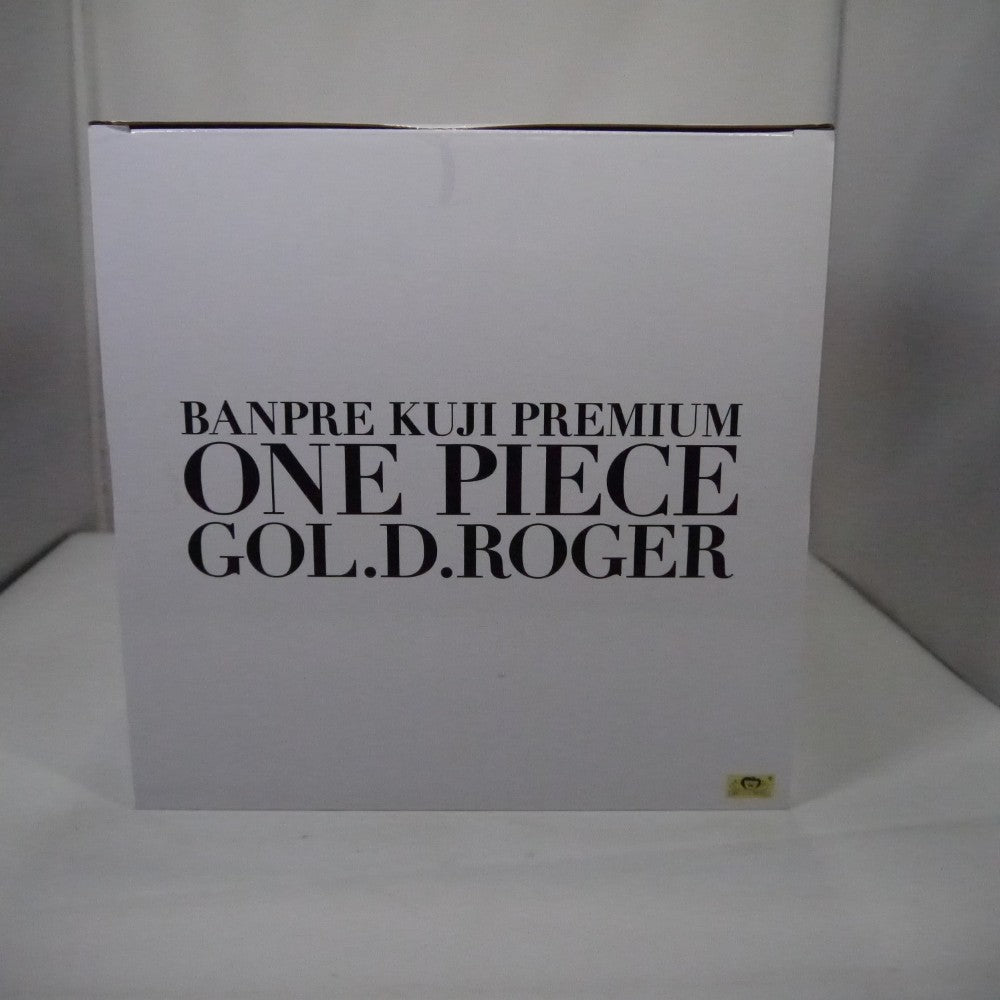 BANPRE KUJI PREMIUM
ONE PIECE
GOL.D.ROGER